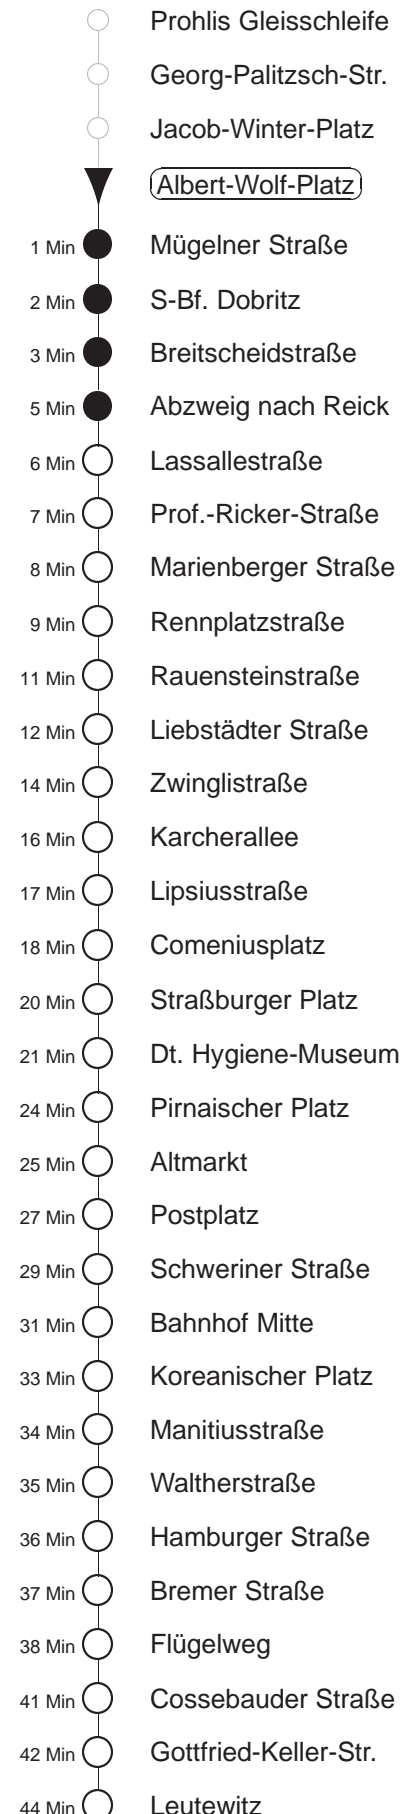 Prohlis Gleisschleife
Georg-Palitzsch-Str.
Jacob-Winter-Platz
Albert-Wolf-Platz
1 Min Mügelner Straße
2 Min S-Bf. Dobritz
3 Min Breitscheidstraße
5 Min Abzweig nach Reick
6 Min Lassallestraße
7 Min Prof.-Ricker-Straße
8 Min Marienberger Straße
9 Min Rennplatzstraße
11 Min Rauensteinstraße
12 Min Liebstädter Straße
14 Min Zwinglistraße
16 Min Karcherallee
17 Min Lipsiusstraße
18 Min Comeniusplatz
20 Min Straßburger Platz
21 Min Dt. Hygiene-Museum
24 Min Pirnaischer Platz
25 Min Altmarkt
27 Min Postplatz
29 Min Schweriner Straße
31 Min Bahnhof Mitte
33 Min Koreanischer Platz
34 Min Manitiusstraße
35 Min Waltherstraße
36 Min Hamburger Straße
37 Min Bremer Straße
38 Min Flügelweg
41 Min Cossebauder Straße
42 Min Gottfried-Keller-Str.
44 Min Leutewitz